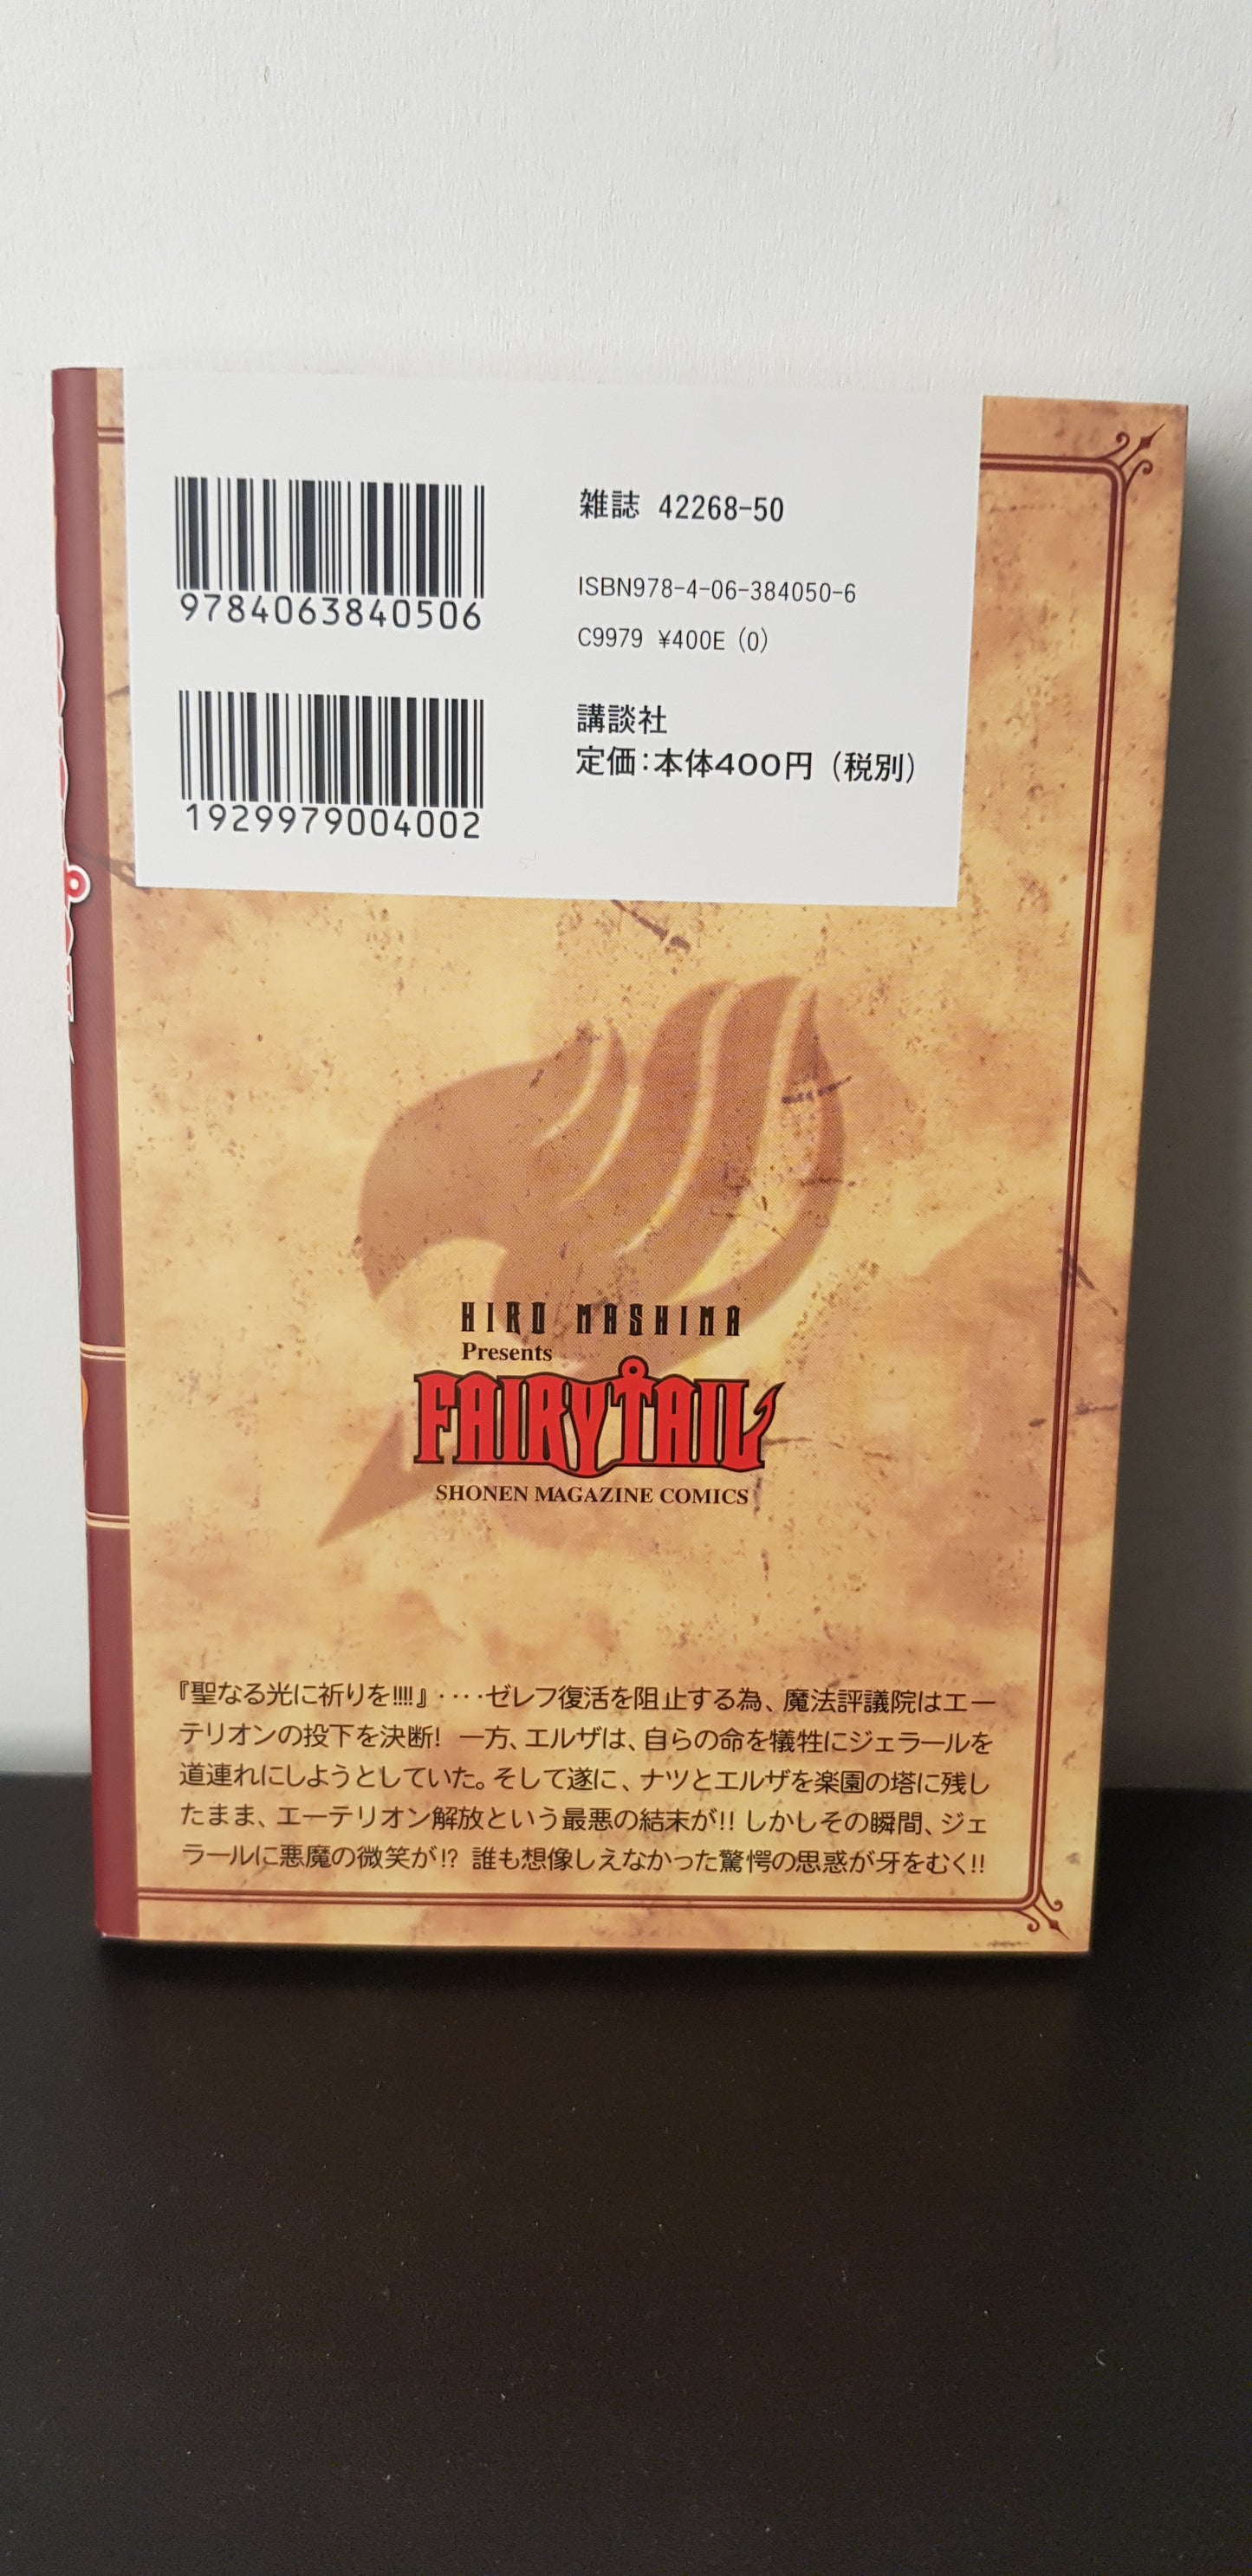 9784063840506
雑誌 42268-50
ISBN978-4-06-384050-6
C9979 ¥400E (0)
1929979004002
講談社
定価:本体400円(税別)
HIRO MASHIMA
Presents
FAIRY TAIL
SHONEN MAGAZINE COMICS
『聖なる光に祈りを!!!!』‥‥ゼレフ復活を阻止する為、魔法評議院はエー
テリオンの投下を決断! 一方、エルザは、自らの命を犠牲にジェラールを
道連れにしようとしていた。そして遂に、ナツとエルザを楽園の塔に残し
たまま、エーテリオン解放という最悪の結末が!! しかしその瞬間、ジェ
ラールに悪魔の微笑が!? 誰も想像しえなかった驚愕の思惑が牙をむく!!